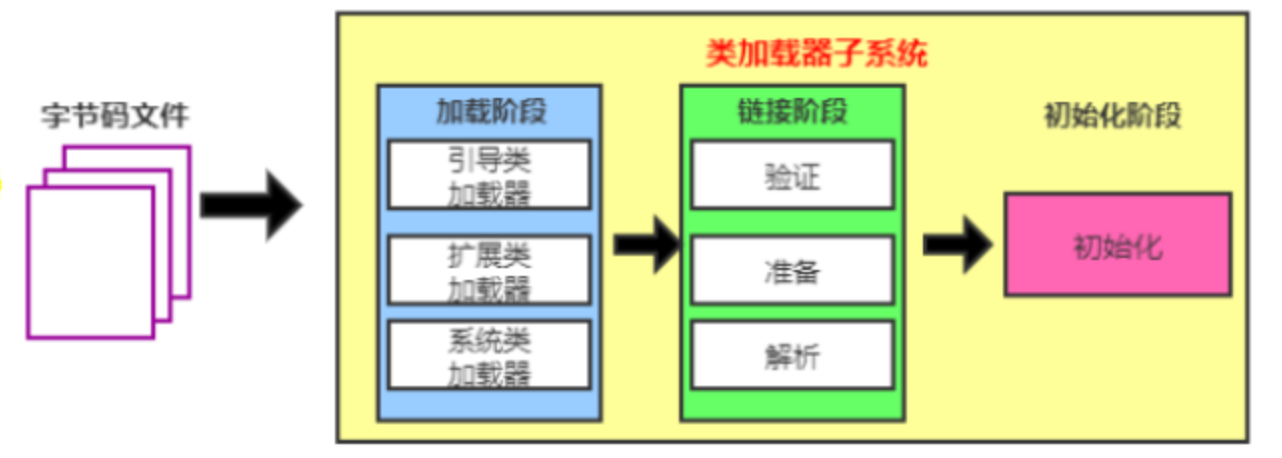 类加载器子系统
字节码文件
加载阶段
引导类
加载器
扩展类
加载器
系统类
加载器
链接阶段
验证
准备
解析
初始化阶段
初始化